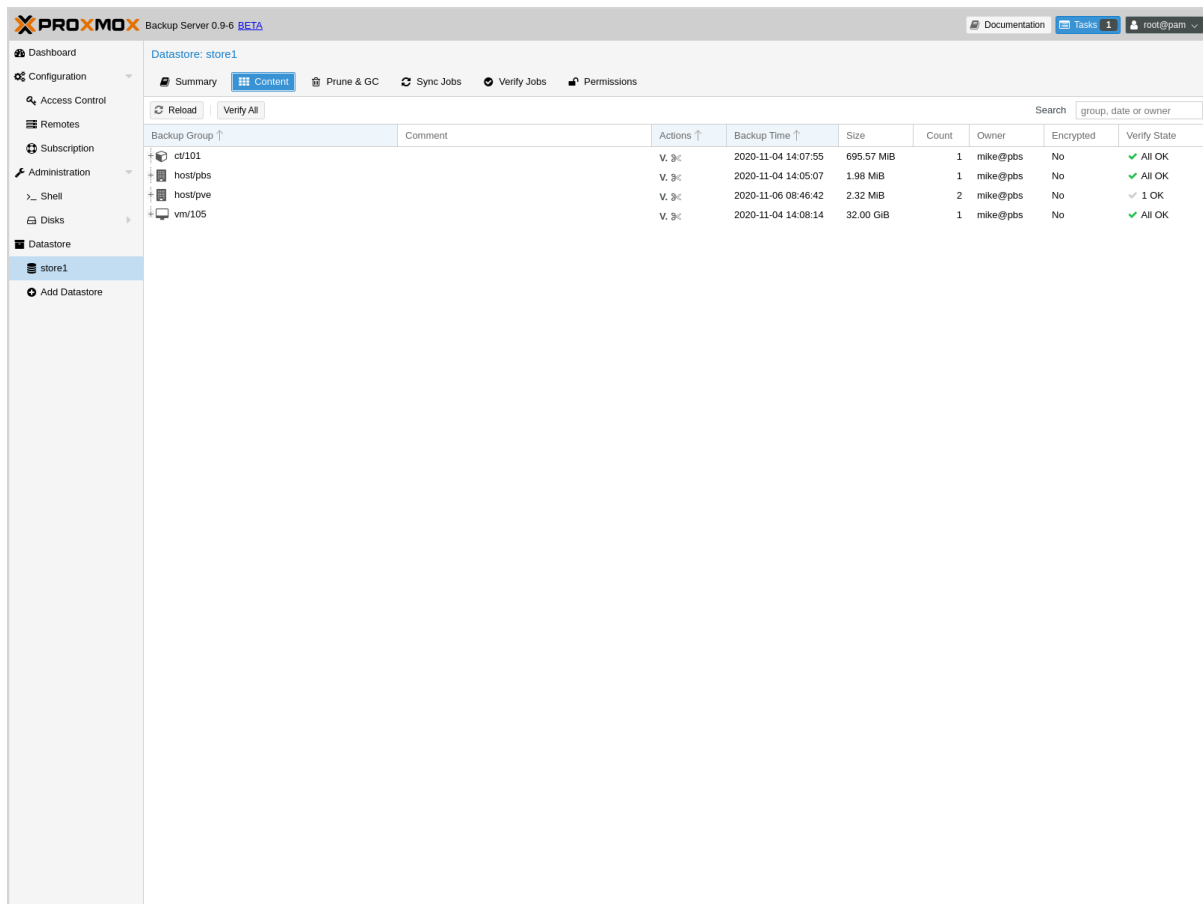 PROXMOX Backup Server 0.9-6 BETA Documentation Tasks 1 root@pam
Dashboard
Configuration
Access Control
Remotes
Subscription
Administration
>_ Shell
Disks
Datastore
store1
Add Datastore
Datastore: store1
Summary Content Prune & GC Sync Jobs Verify Jobs Permissions
Reload Verify All Search group, date or owner
Backup Group Comment Actions Backup Time Size Count Owner Encrypted Verify State
ct/101 V. 2020-11-04 14:07:55 695.57 MiB 1 mike@pbs No All OK
host/pbs V. 2020-11-04 14:05:07 1.98 MiB 1 mike@pbs No All OK
host/pve V. 2020-11-06 08:46:42 2.32 MiB 2 mike@pbs No 1 OK
vm/105 V. 2020-11-04 14:08:14 32.00 GiB 1 mike@pbs No All OK